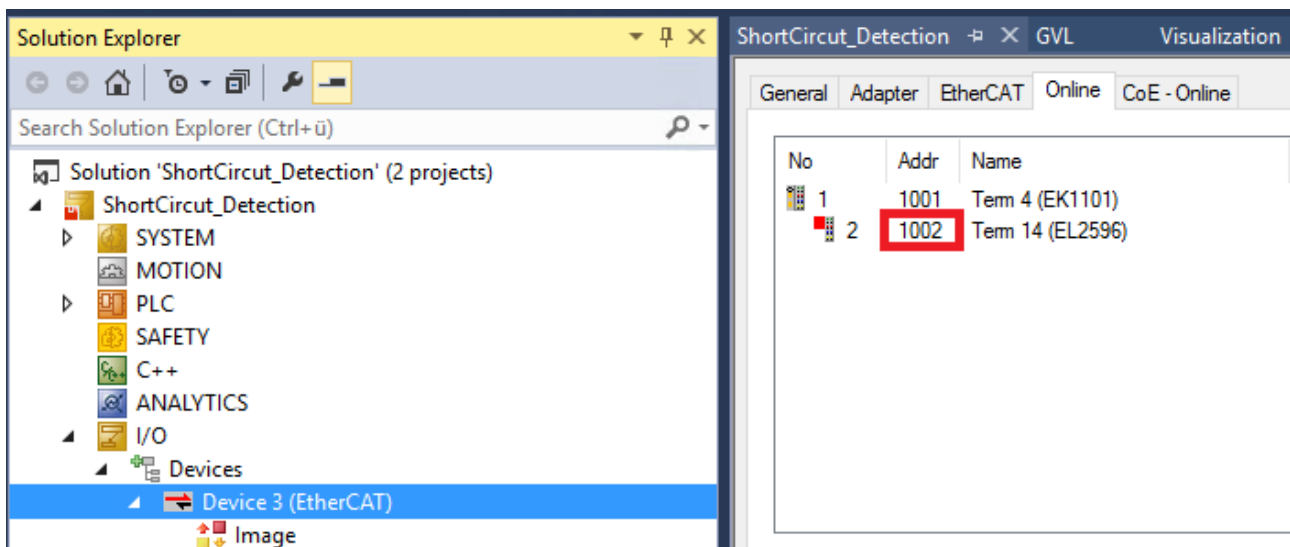 Solution Explorer
Search Solution Explorer (Ctrl+ü)
Solution 'ShortCircut_Detection' (2 projects)
ShortCircut_Detection
SYSTEM
MOTION
PLC
SAFETY
C++
ANALYTICS
I/O
Devices
Device 3 (EtherCAT)
Image
ShortCircut_Detection GVL Visualization
General Adapter EtherCAT Online CoE - Online
No Addr Name
1 1001 Term 4 (EK1101)
2 1002 Term 14 (EL2596)